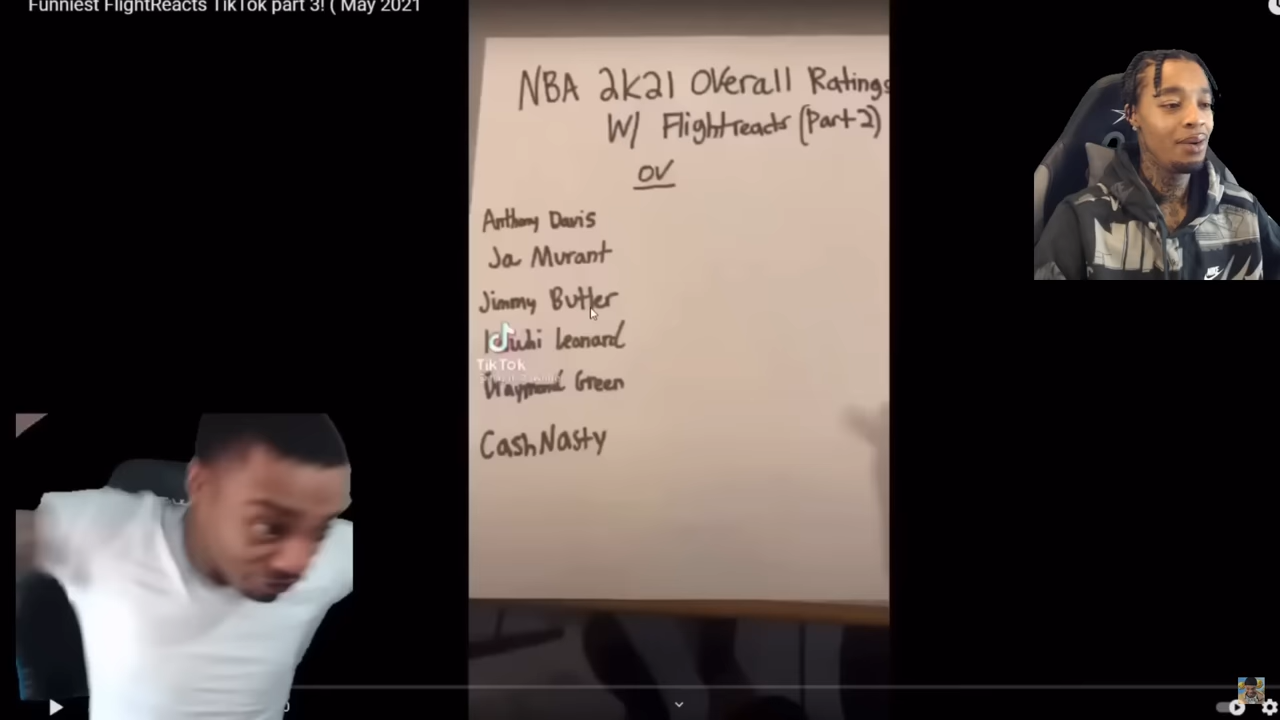 Funniest FlightReacts TikTok part 3! ( May 2021
NBA 2K21 Overall Ratings
W/ Flightreacts (Part 2)
OV
Anthony Davis
Ja Murant
Jimmy Butler
Leonard
TikTok
Green
CashNasty